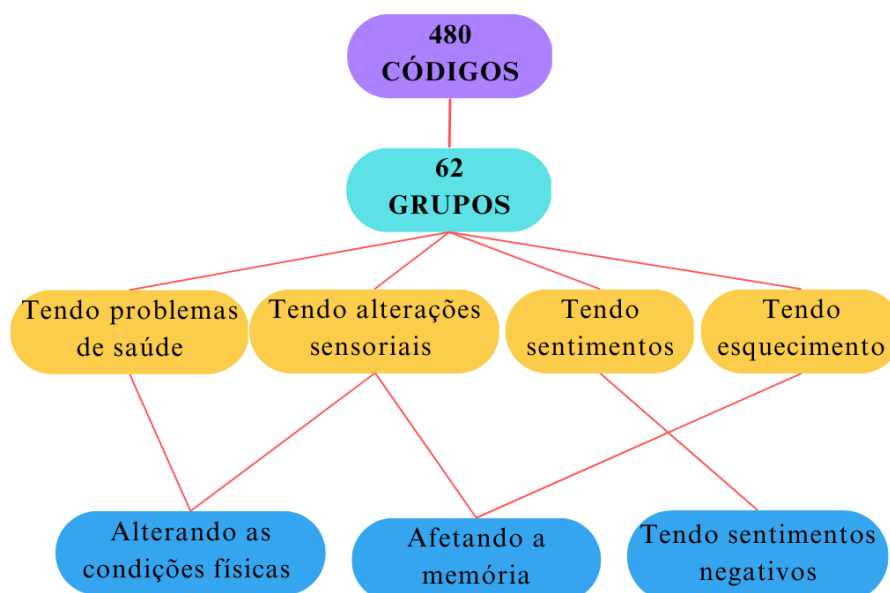 480
CÓDIGOS
62
GRUPOS
Tendo problemas
de saúde
Tendo alterações
sensoriais
Tendo
sentimentos
Tendo
esquecimento
Alterando as
condições físicas
Afetando a
memória
Tendo sentimentos
negativos